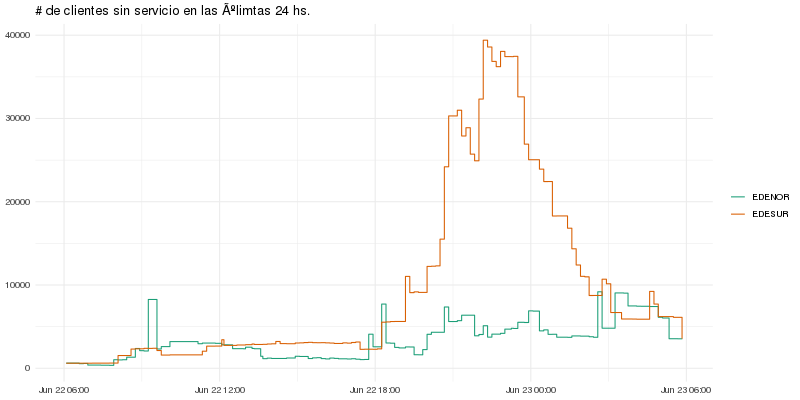 # de clientes sin servicio en las Ãºlimtas 24 hs.
40000
30000
20000
10000
0
Jun 22 06:00
Jun 22 12:00
Jun 22 18:00
Jun 23 00:00
Jun 23 06:00
EDENOR
EDESUR